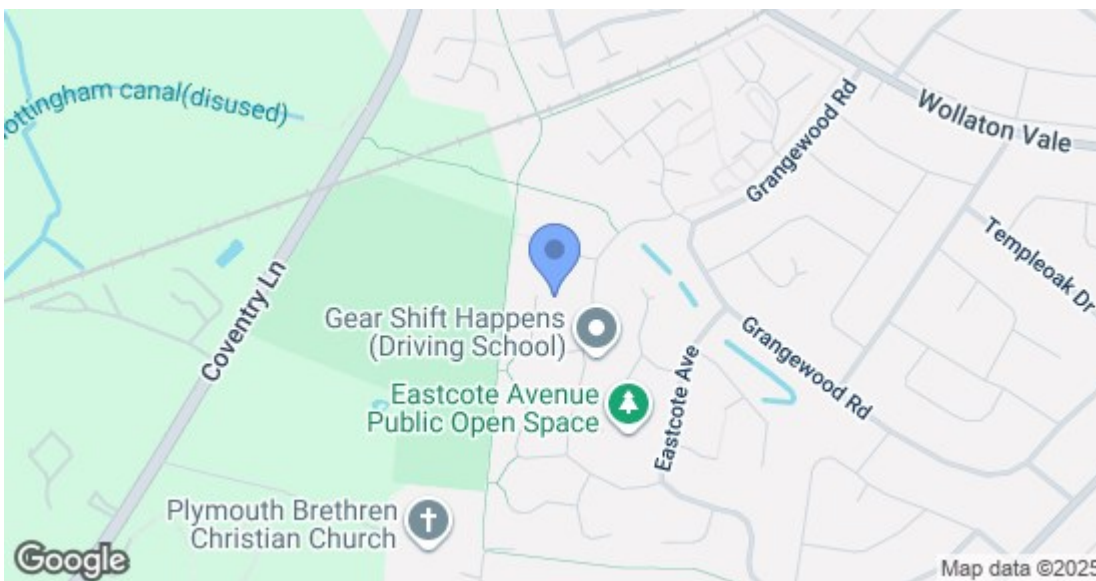 ottingham canal(disused)
Wollaton Vale
Grangewood Rd
Templeoak Dr
Coventry Ln
Gear Shift Happens
(Driving School)
Grangewood Rd
Eastcote Avenue
Public Open Space
Eastcote Ave
Plymouth Brethren
Christian Church
Google
Map data ©2025